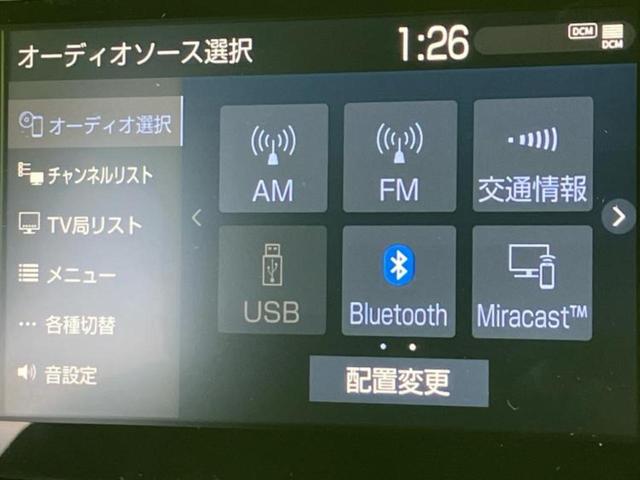 オーディオソース選択
1:26
DCM
DCM
オーディオ選択
チャンネルリスト
TV局リスト
メニュー
各種切替
音設定
AM
FM
交通情報
USB
Bluetooth
Miracast™
配置変更